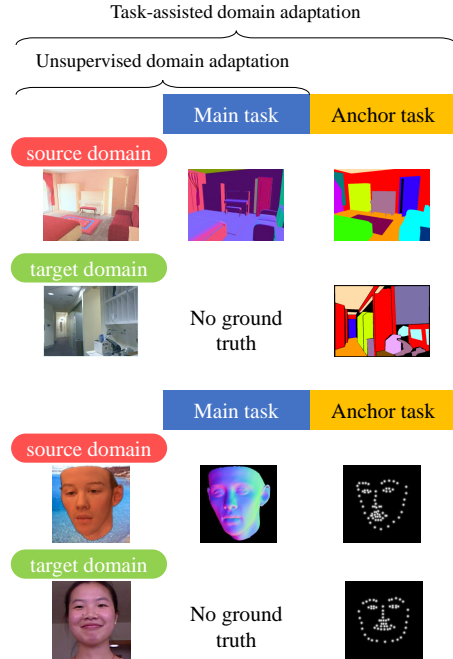 Task-assisted domain adaptation
Unsupervised domain adaptation
Main task
Anchor task
source domain
target domain
No ground
truth
Main task
Anchor task
source domain
target domain
No ground
truth